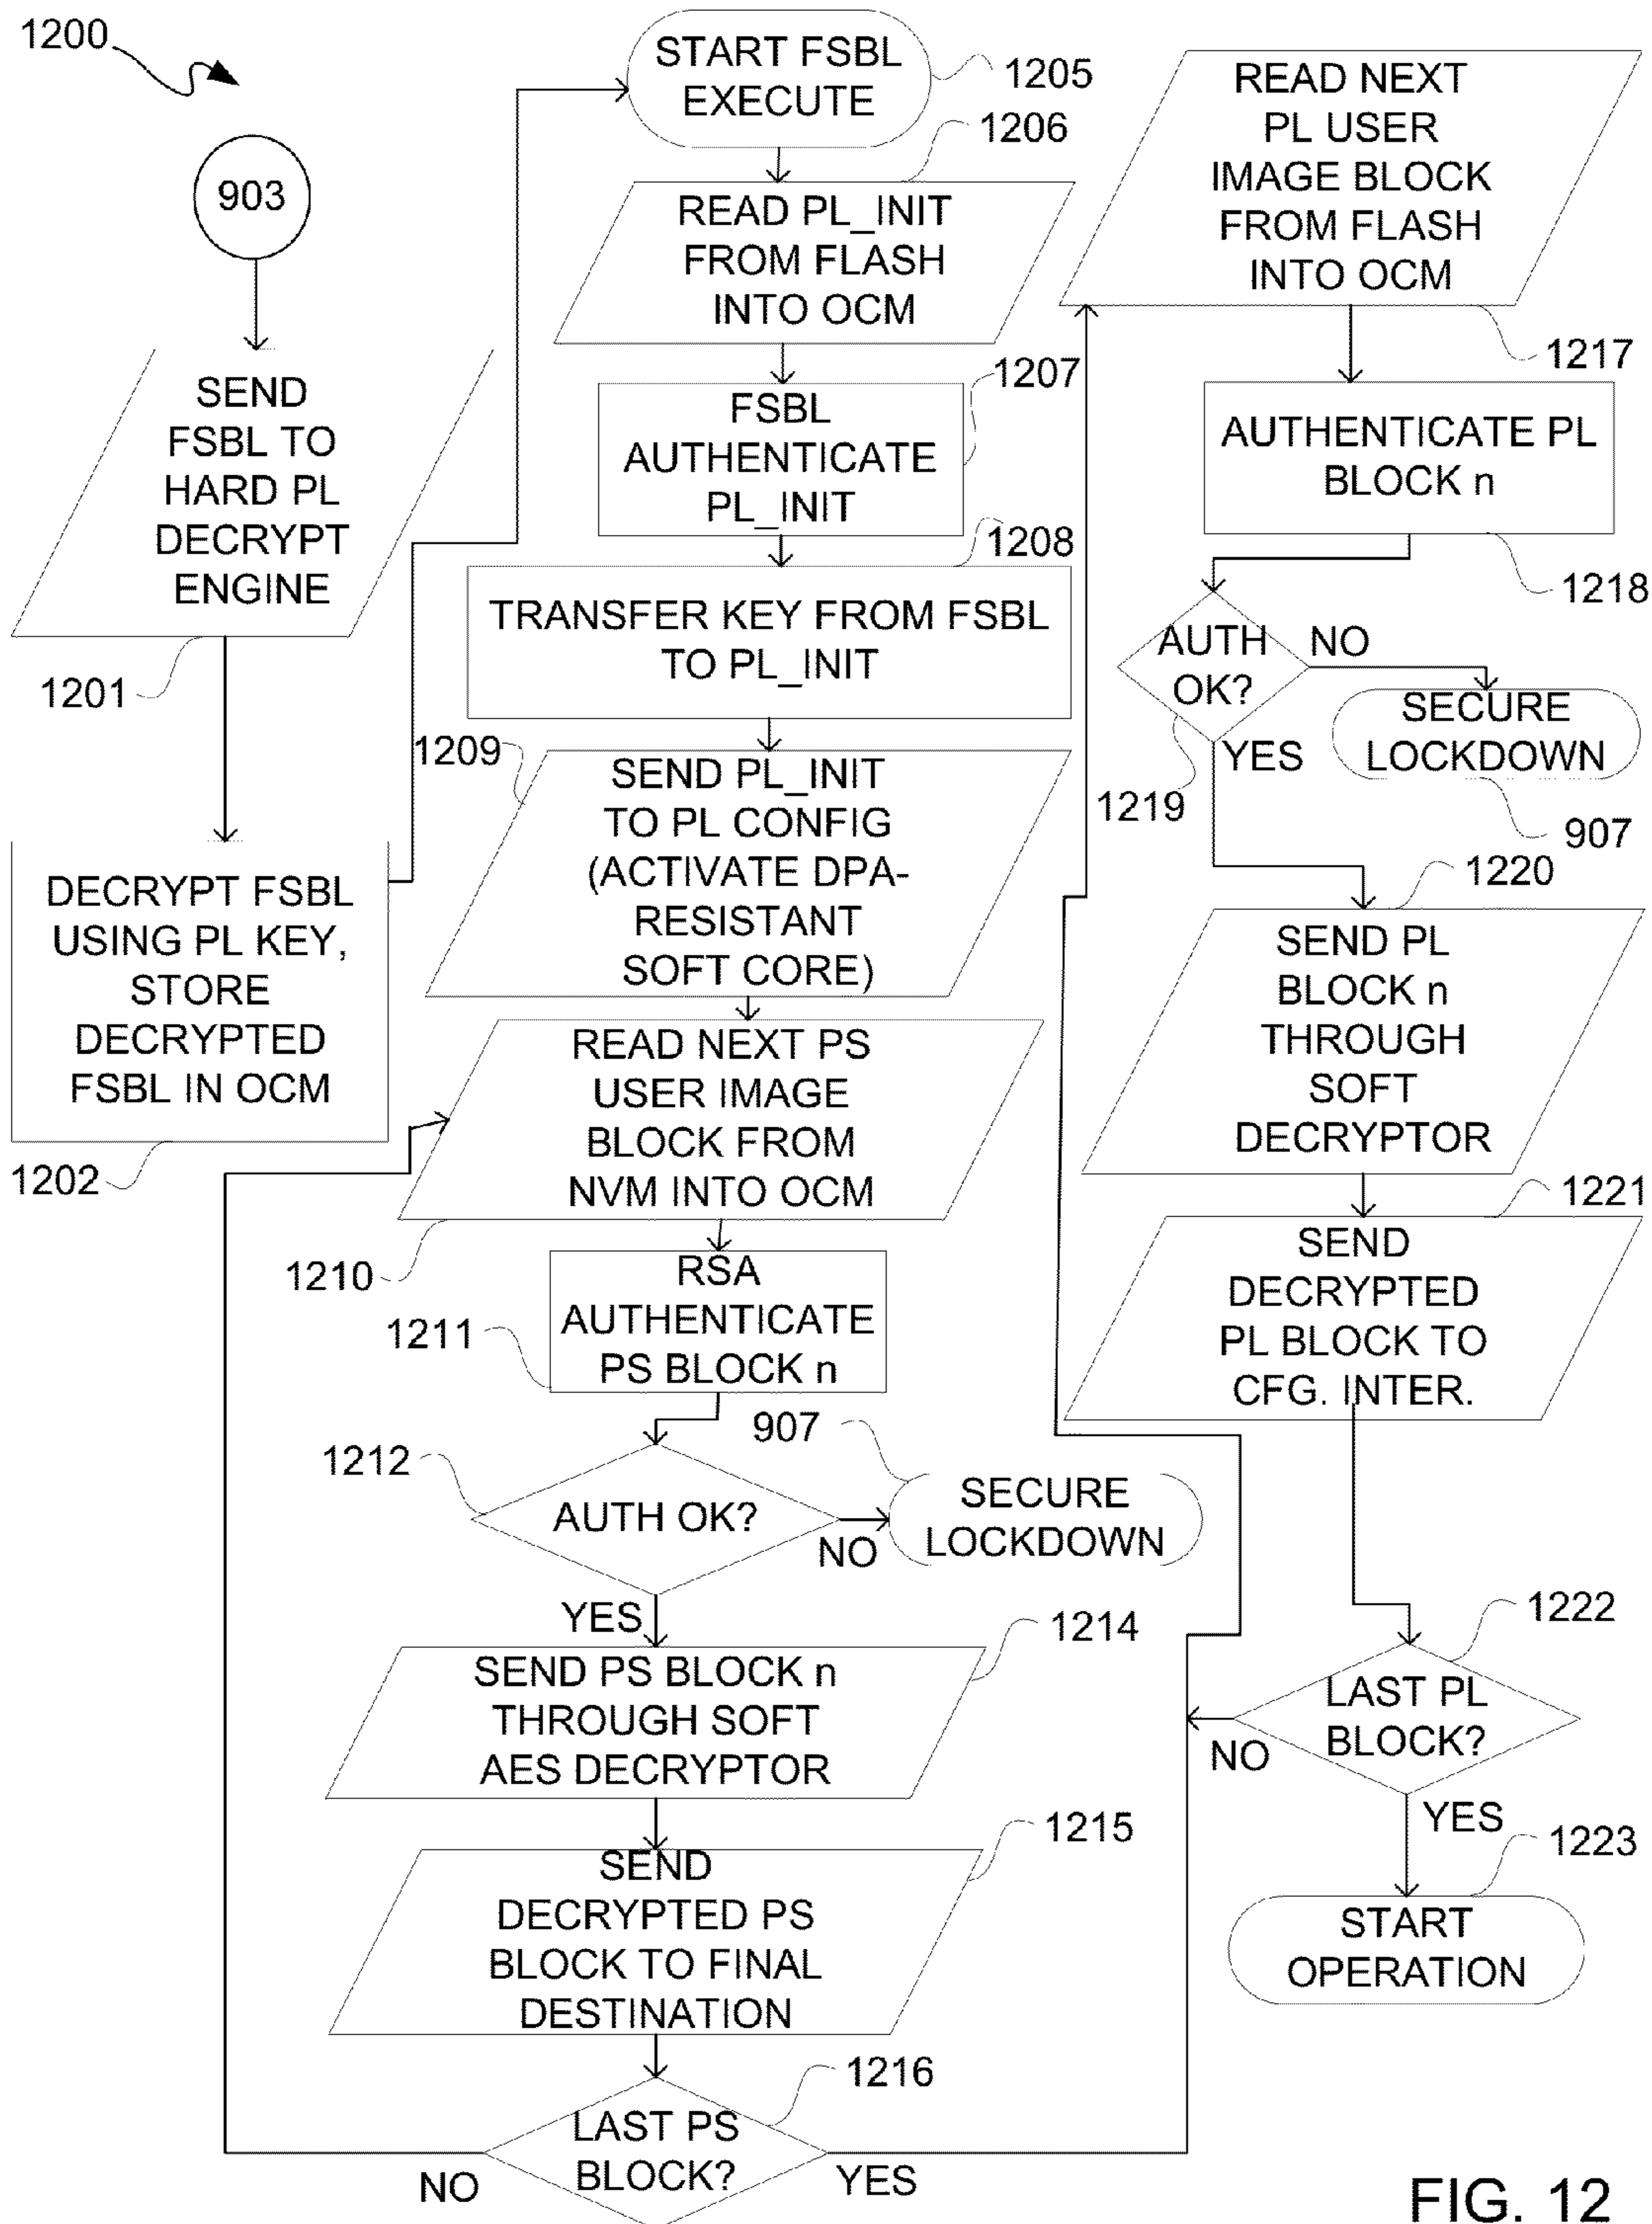 1200
903
SEND
FSBL TO
HARD PL
DECRYPT
ENGINE
1201
DECRYPT FSBL
USING PL KEY,
STORE
DECRYPTED
FSBL IN OCM
1202
START FSBL
EXECUTE
1205
1206
READ PL_INIT
FROM FLASH
INTO OCM
1207
FSBL
AUTHENTICATE
PL_INIT
1208
TRANSFER KEY FROM FSBL
TO PL_INIT
1209
SEND PL_INIT
TO PL CONFIG
(ACTIVATE DPA-
RESISTANT
SOFT CORE)
READ NEXT PS
USER IMAGE
BLOCK FROM
NVM INTO OCM
1210
RSA
AUTHENTICATE
PS BLOCK n
1211
1212
AUTH OK?
NO
907
SECURE
LOCKDOWN
YES
1214
SEND PS BLOCK n
THROUGH SOFT
AES DECRYPTOR
1215
SEND
DECRYPTED PS
BLOCK TO FINAL
DESTINATION
1216
LAST PS
BLOCK?
NO
YES
READ NEXT
PL USER
IMAGE BLOCK
FROM FLASH
INTO OCM
1217
AUTHENTICATE PL
BLOCK n
1218
AUTH
OK?
NO
SECURE
LOCKDOWN
907
YES
1219
1220
SEND PL
BLOCK n
THROUGH
SOFT
DECRYPTOR
1221
SEND
DECRYPTED
PL BLOCK TO
CFG. INTER.
1222
LAST PL
BLOCK?
NO
YES
1223
START
OPERATION
FIG. 12